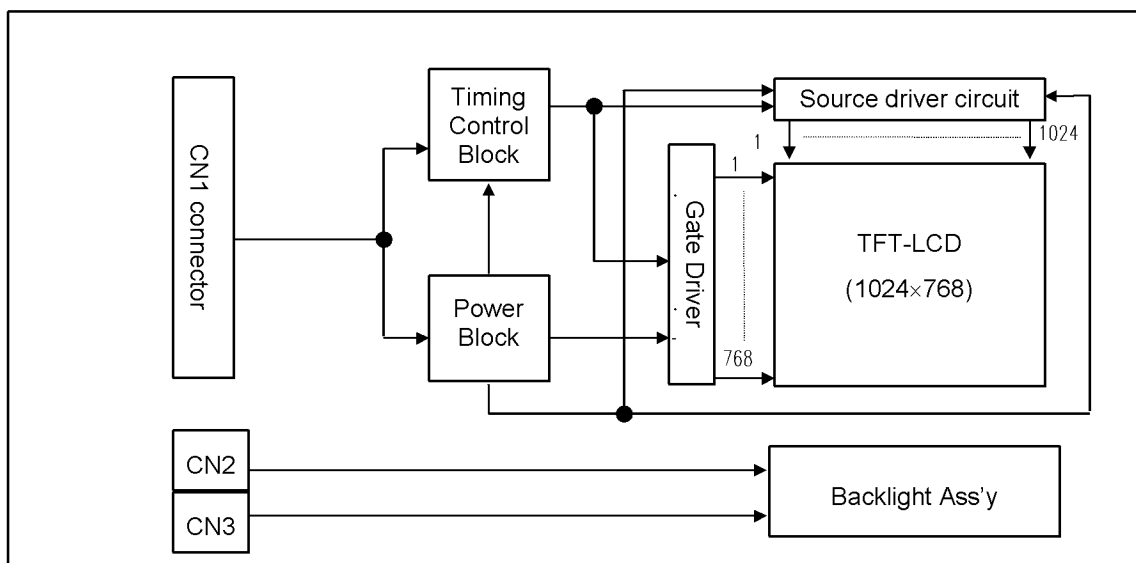 CN1 connector
Timing
Control
Block
Power
Block
Gate Driver
Source driver circuit
1
1024
1
768
TFT-LCD
(1024×768)
CN2
CN3
Backlight Ass'y